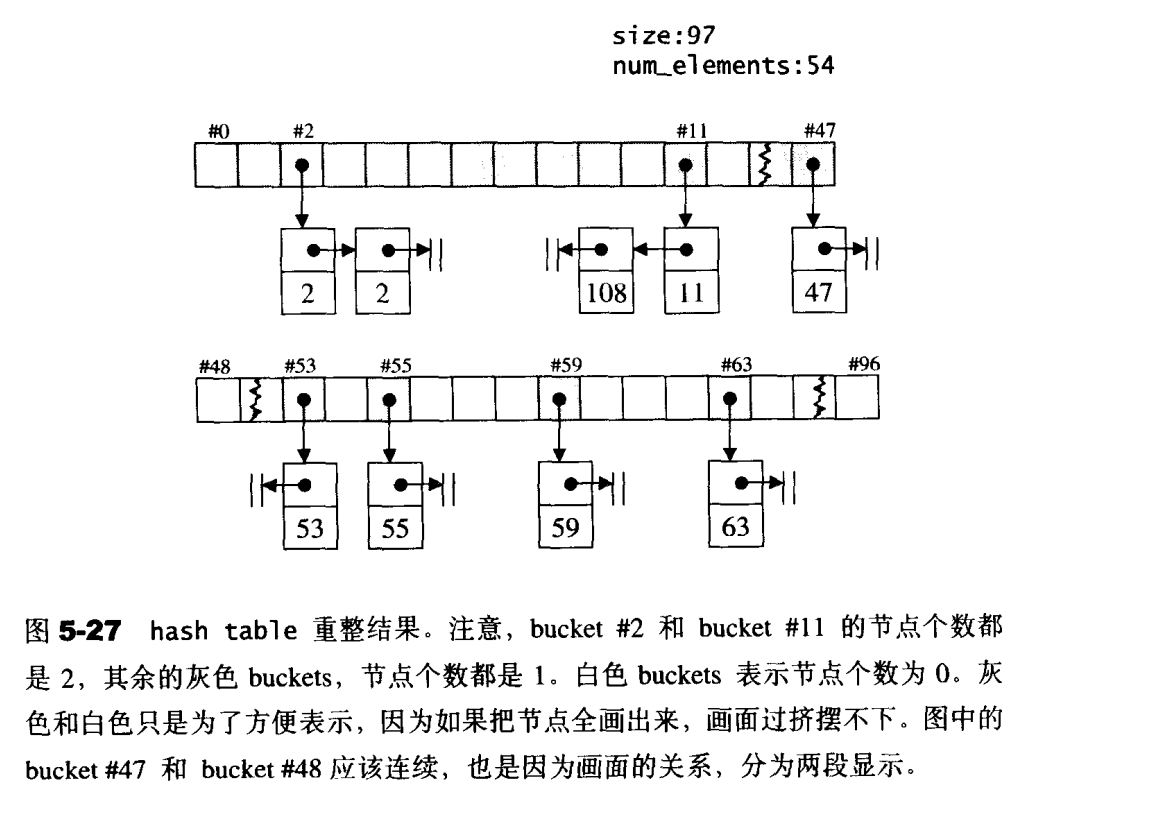 size:97
num_elements:54
#0 #2 #11 #47
2 2 108 11 47
#48 #53 #55 #59 #63 #96
53 55 59 63
图 5-27 hash table 重整结果。注意，bucket #2 和 bucket #11 的节点个数都
是 2，其余的灰色 buckets，节点个数都是 1。白色 buckets 表示节点个数为 0。灰
色和白色只是为了方便表示，因为如果把节点全画出来，画面过挤摆不下。图中的
bucket #47 和 bucket #48 应该连续，也是因为画面的关系，分为两段显示。